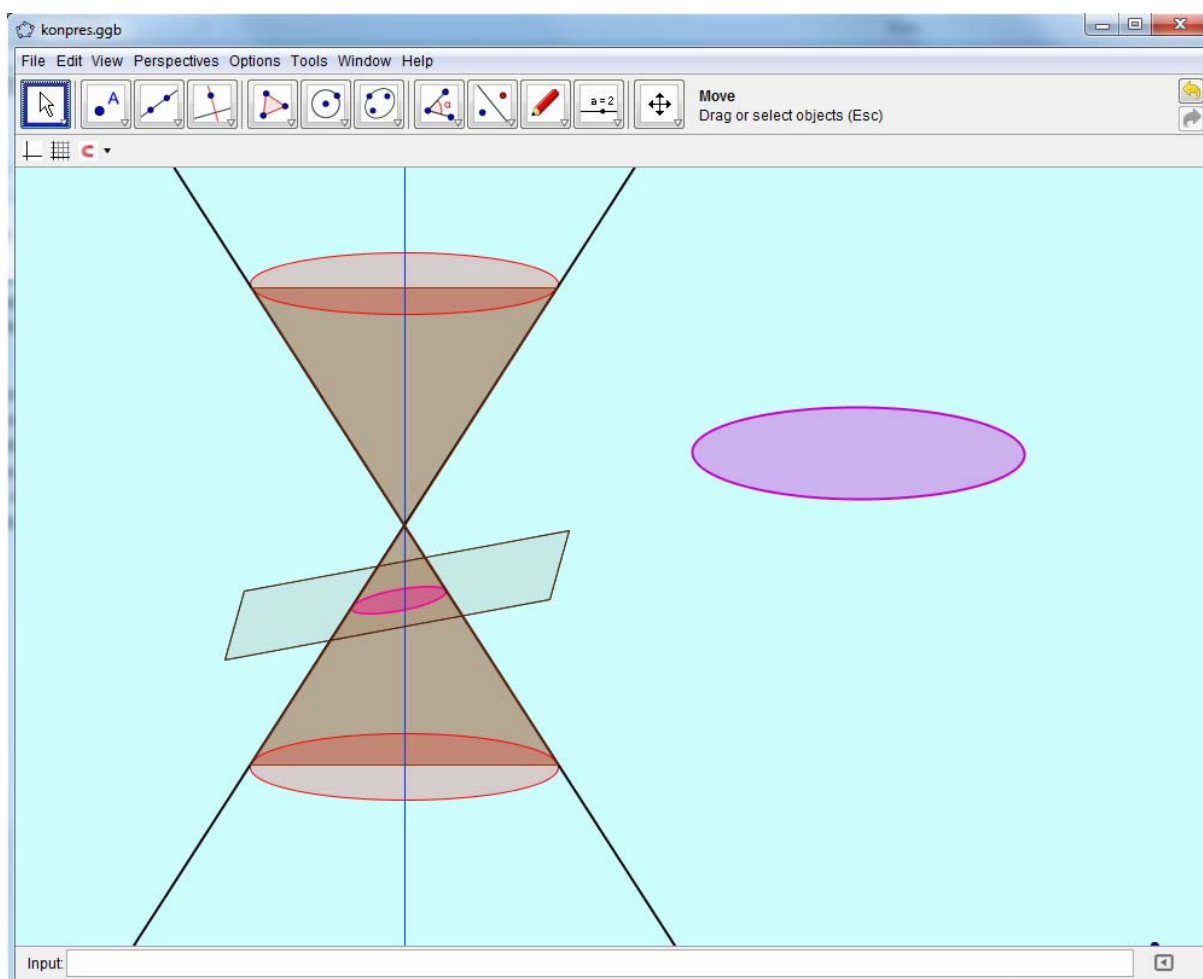 konpres.ggb
File Edit View Perspectives Options Tools Window Help
A
α
a=2
Move
Drag or select objects (Esc)
Input: